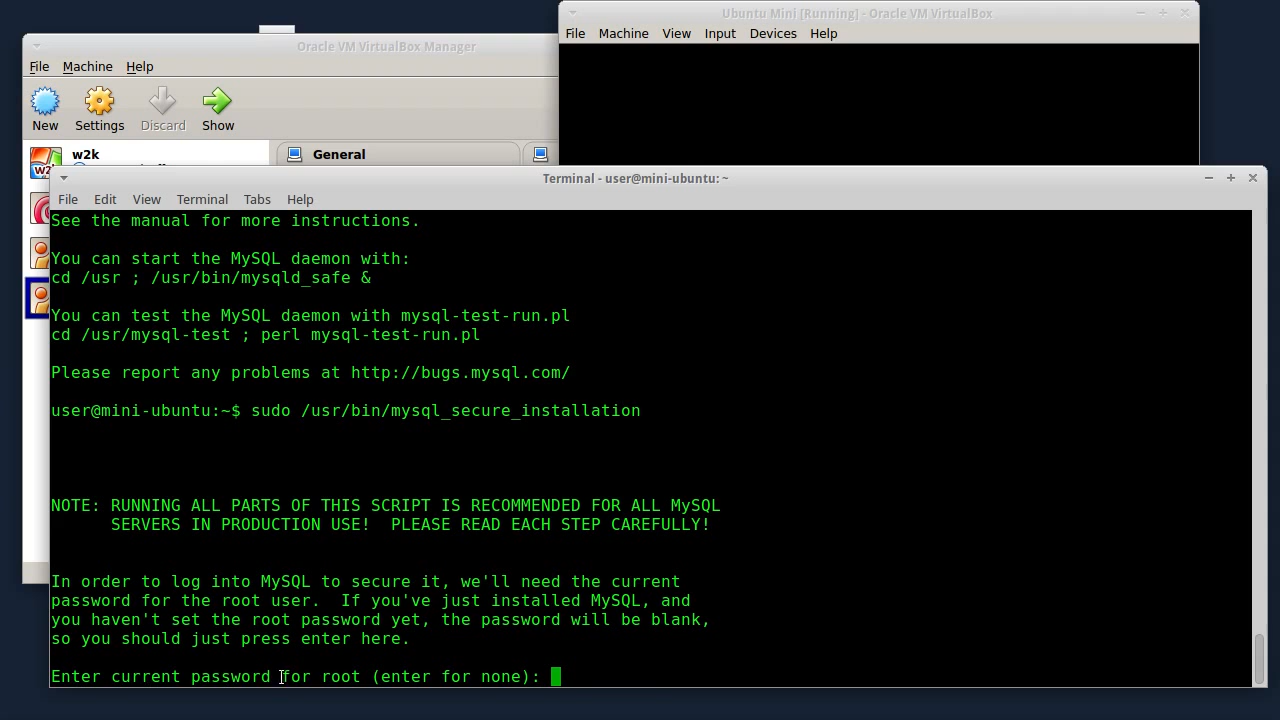 Ubuntu Mini [Running] - Oracle VM VirtualBox
File Machine View Input Devices Help
Oracle VM VirtualBox Manager
File Machine Help
New Settings Discard Show
w2k
General
Terminal - user@mini-ubuntu: ~
File Edit View Terminal Tabs Help
See the manual for more instructions.
You can start the MySQL daemon with:
cd /usr ; /usr/bin/mysqld_safe &
You can test the MySQL daemon with mysql-test-run.pl
cd /usr/mysql-test ; perl mysql-test-run.pl
Please report any problems at http://bugs.mysql.com/
user@mini-ubuntu:~$ sudo /usr/bin/mysql_secure_installation
NOTE: RUNNING ALL PARTS OF THIS SCRIPT IS RECOMMENDED FOR ALL MySQL
SERVERS IN PRODUCTION USE!  PLEASE READ EACH STEP CAREFULLY!
In order to log into MySQL to secure it, we'll need the current
password for the root user.  If you've just installed MySQL, and
you haven't set the root password yet, the password will be blank,
so you should just press enter here.
Enter current password for root (enter for none):